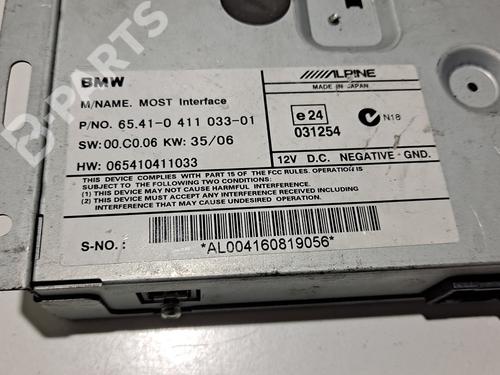 B-PARTS
BMW
M/NAME. MOST Interface
P/NO. 65.41-0 411 033-01
SW:00.C0.06 KW: 35/06
HW: 065410411033
ALPINE
MADE IN JAPAN
e24
031254
N18
12V D.C. NEGATIVE-GND.
THIS DEVICE COMPLIES WITH PART 15 OF THE FCC RULES. OPERATION IS
SUBJECT TO THE FOLLOWING TWO CONDITIONS:
(1) THIS DEVICE MAY NOT CAUSE HARMFUL INTERFERENCE.
(2) THIS DEVICE MUST ACCEPT ANY INTERFERENCE RECEIVED INCLUDING
INTERFERENCE THAT MAY CAUSE UNDESIRED OPERATION.
S-NO. :
*AL004160819056*